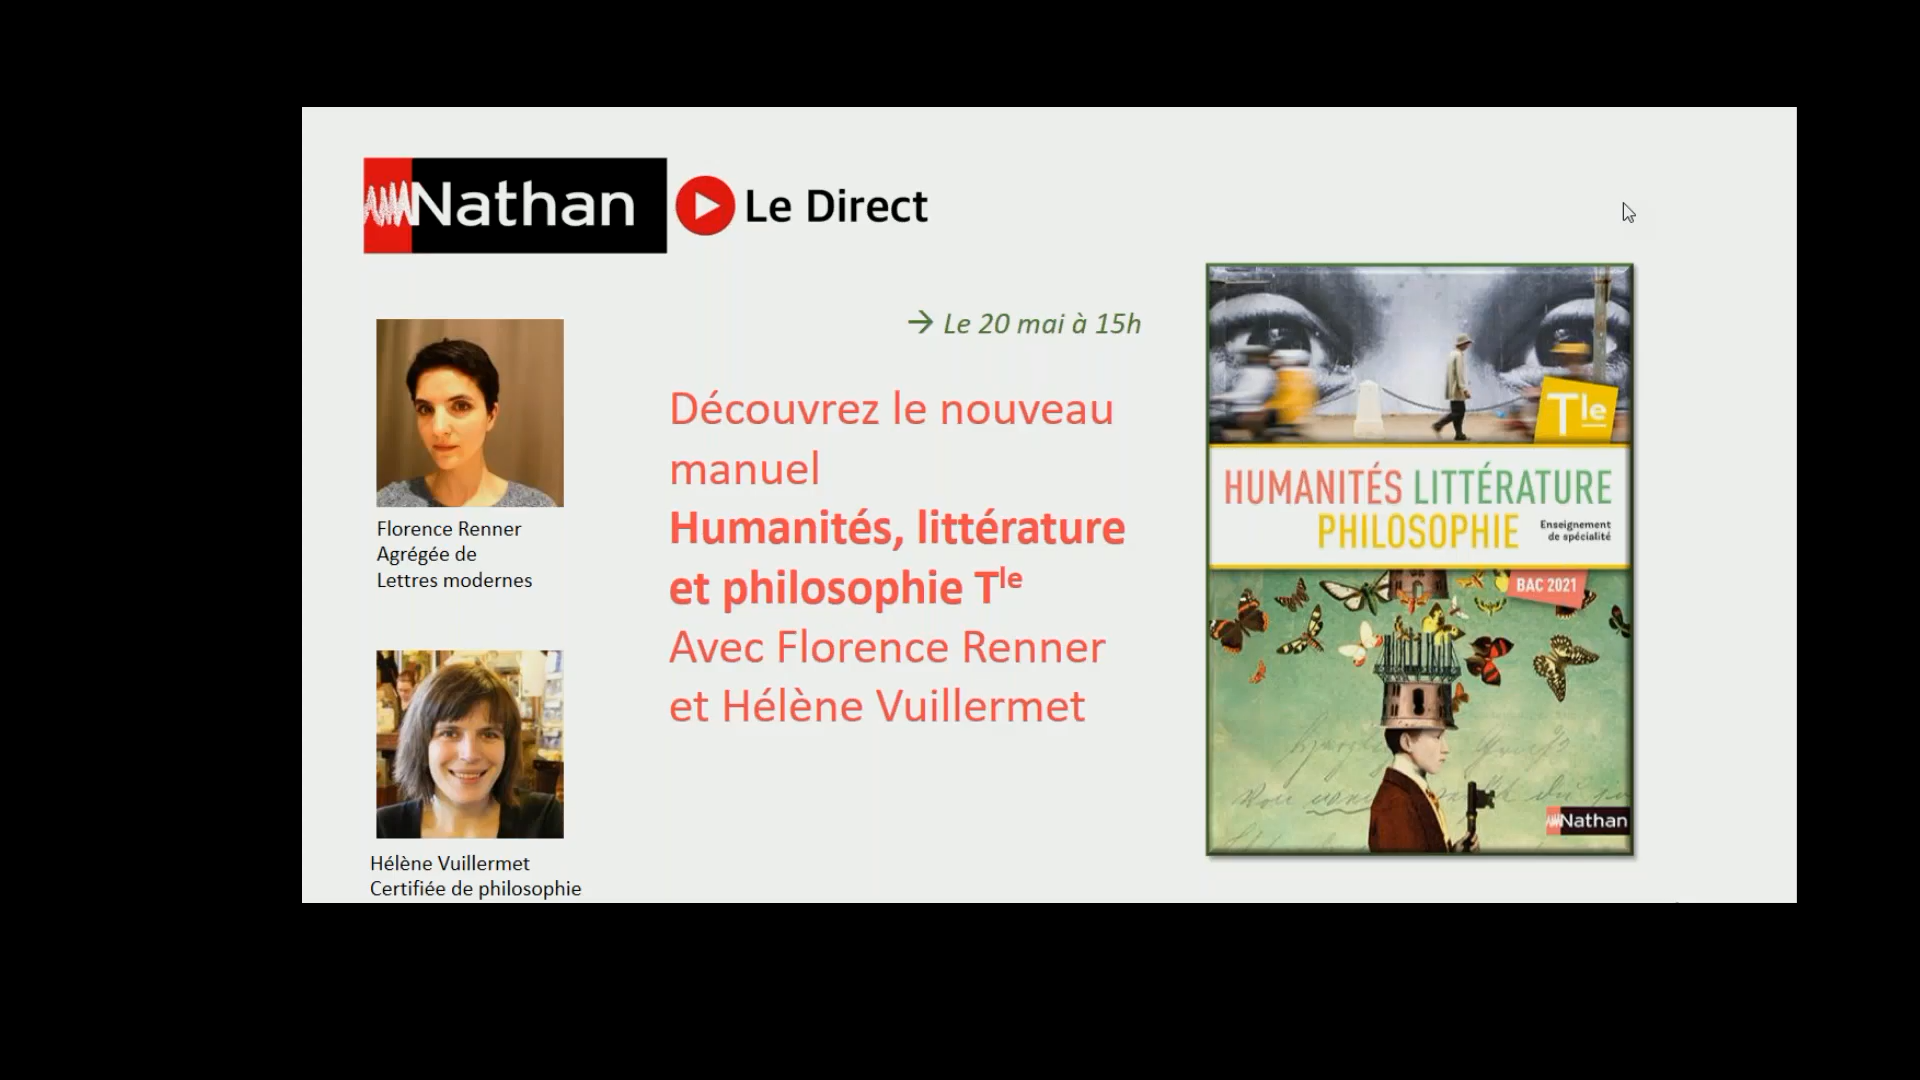 Nathan Le Direct
→ Le 20 mai à 15h
Découvrez le nouveau
manuel
Humanités, littérature
et philosophie Tle
Avec Florence Renner
et Hélène Vuillermet
Florence Renner
Agrégée de
Lettres modernes
Hélène Vuillermet
Certifiée de philosophie
Tle
HUMANITÉS LITTÉRATURE
PHILOSOPHIE
Enseignement
de spécialité
BAC 2021
Nathan